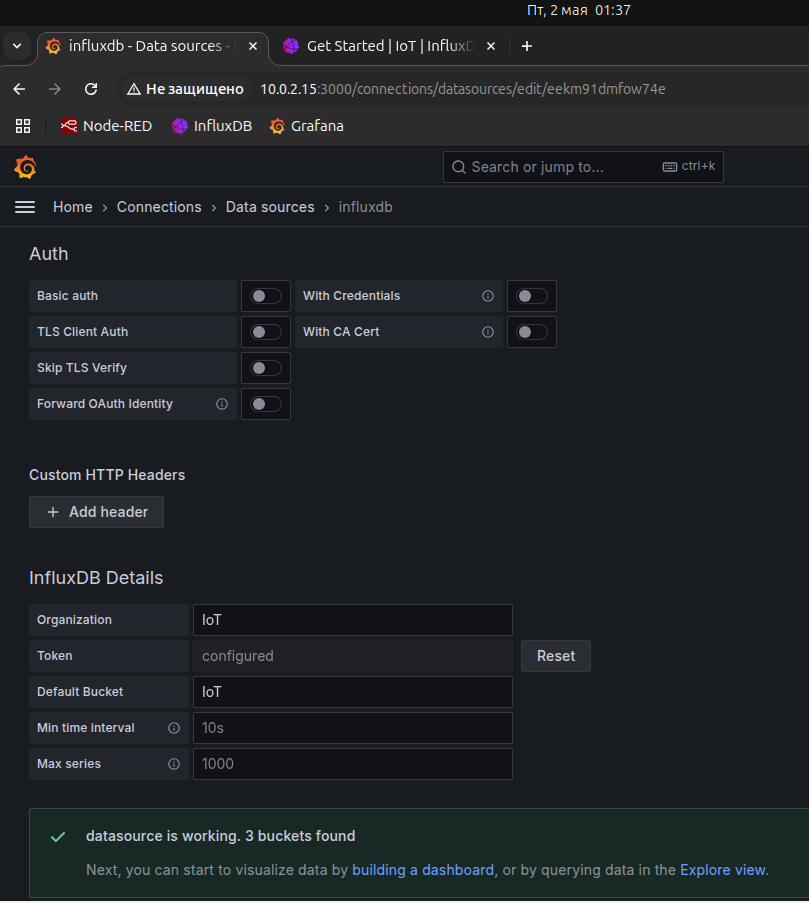 Пт, 2 мая 01:37
influxdb - Data sources -
Get Started | IoT | Influx
Не защищено 10.0.2.15:3000/connections/datasources/edit/eekm91dmfow74e
Node-RED InfluxDB Grafana
Search or jump to... ctrl+k
Home › Connections › Data sources › influxdb
Auth
Basic auth With Credentials
TLS Client Auth With CA Cert
Skip TLS Verify
Forward OAuth Identity
Custom HTTP Headers
+ Add header
InfluxDB Details
Organization IoT
Token configured Reset
Default Bucket IoT
Min time interval 10s
Max series 1000
datasource is working. 3 buckets found
Next, you can start to visualize data by building a dashboard, or by querying data in the Explore view.